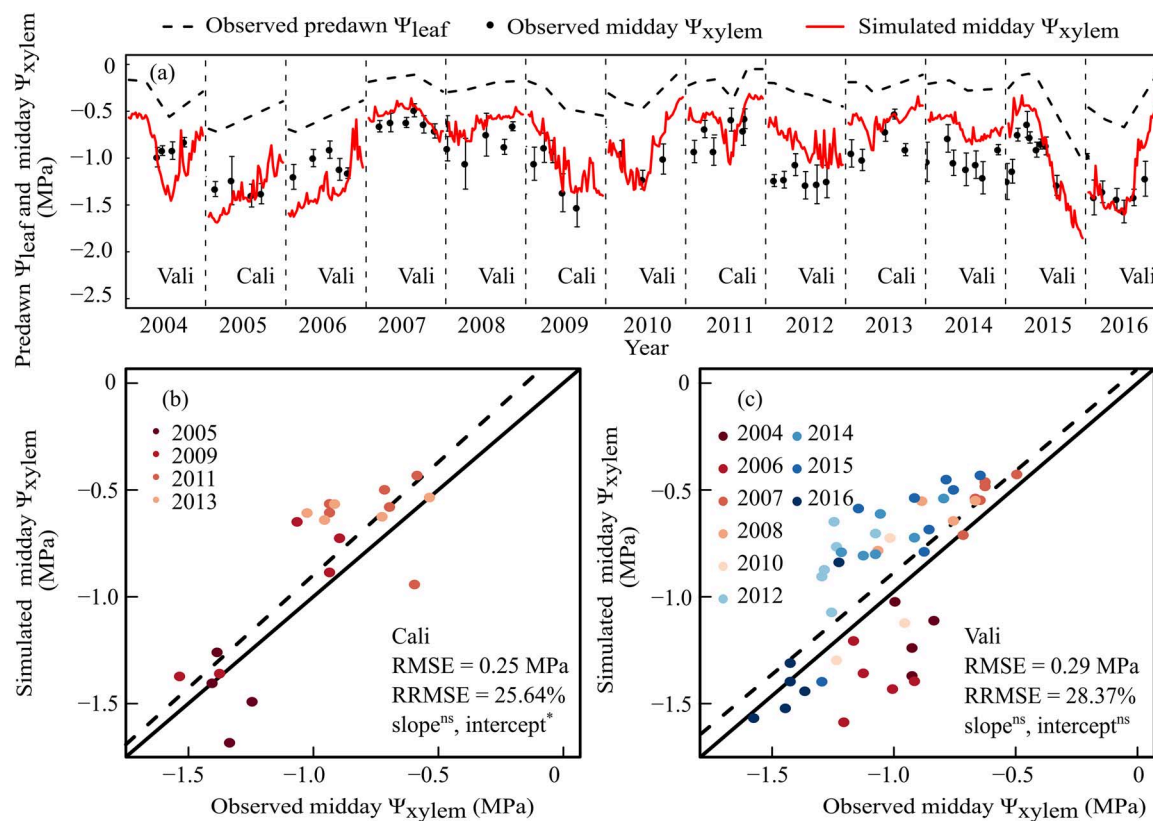 Observed predawn Ψleaf Observed midday Ψxylem Simulated midday Ψxylem
Predawn Ψleaf and midday Ψxylem
(MPa)
0
−0.5
−1.0
−1.5
−2.0
−2.5
(a)
Vali Cali Vali Vali Vali Cali Vali Cali Vali Cali Vali Vali Vali
2004 2005 2006 2007 2008 2009 2010 2011 2012 2013 2014 2015 2016
Year
Simulated midday Ψxylem
(MPa)
0
−0.5
−1.0
−1.5
(b)
2005
2009
2011
2013
Cali
RMSE = 0.25 MPa
RRMSE = 25.64%
slopeⁿˢ, intercept*
−1.5 −1.0 −0.5 0
Observed midday Ψxylem (MPa)
Simulated midday Ψxylem
(MPa)
0
−0.5
−1.0
−1.5
(c)
2004 2014
2006 2015
2007 2016
2008
2010
2012
Vali
RMSE = 0.29 MPa
RRMSE = 28.37%
slopeⁿˢ, interceptⁿˢ
−1.5 −1.0 −0.5 0
Observed midday Ψxylem (MPa)